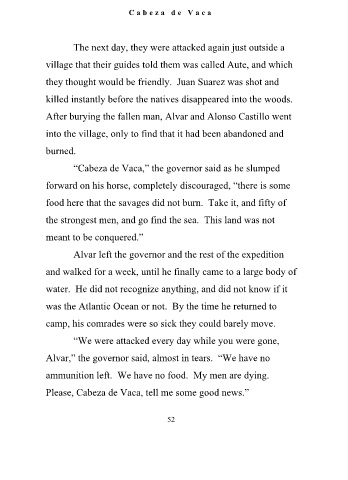 Cabeza de Vaca
The next day, they were attacked again just outside a
village that their guides told them was called Aute, and which
they thought would be friendly.  Juan Suarez was shot and
killed instantly before the natives disappeared into the woods.
After burying the fallen man, Alvar and Alonso Castillo went
into the village, only to find that it had been abandoned and
burned.
“Cabeza de Vaca,” the governor said as he slumped
forward on his horse, completely discouraged, “there is some
food here that the savages did not burn.  Take it, and fifty of
the strongest men, and go find the sea.  This land was not
meant to be conquered.”
Alvar left the governor and the rest of the expedition
and walked for a week, until he finally came to a large body of
water.  He did not recognize anything, and did not know if it
was the Atlantic Ocean or not.  By the time he returned to
camp, his comrades were so sick they could barely move.
“We were attacked every day while you were gone,
Alvar,” the governor said, almost in tears.  “We have no
ammunition left.  We have no food.  My men are dying.
Please, Cabeza de Vaca, tell me some good news.”
52